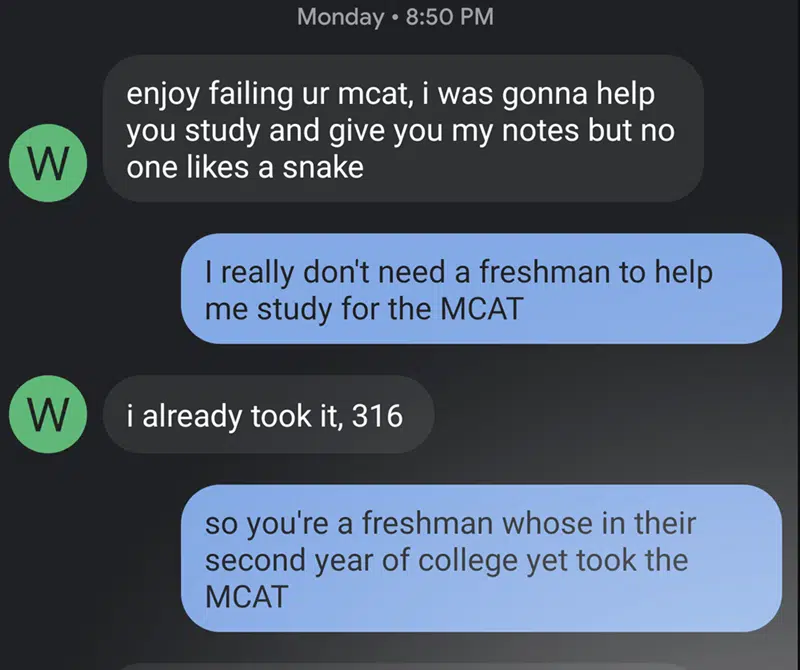 Monday • 8:50 PM
enjoy failing ur mcat, i was gonna help
you study and give you my notes but no
one likes a snake
W
I really don't need a freshman to help
me study for the MCAT
W
i already took it, 316
so you're a freshman whose in their
second year of college yet took the
MCAT